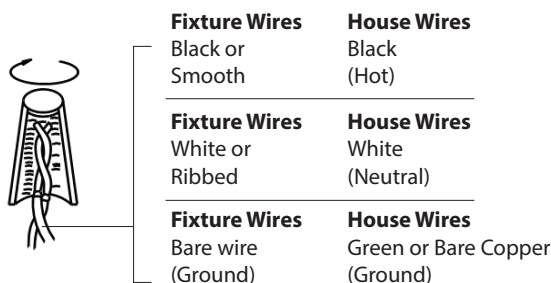 Fixture Wires House Wires
Black or Black
Smooth (Hot)
Fixture Wires House Wires
White or White
Ribbed (Neutral)
Fixture Wires House Wires
Bare wire Green or Bare Copper
(Ground) (Ground)